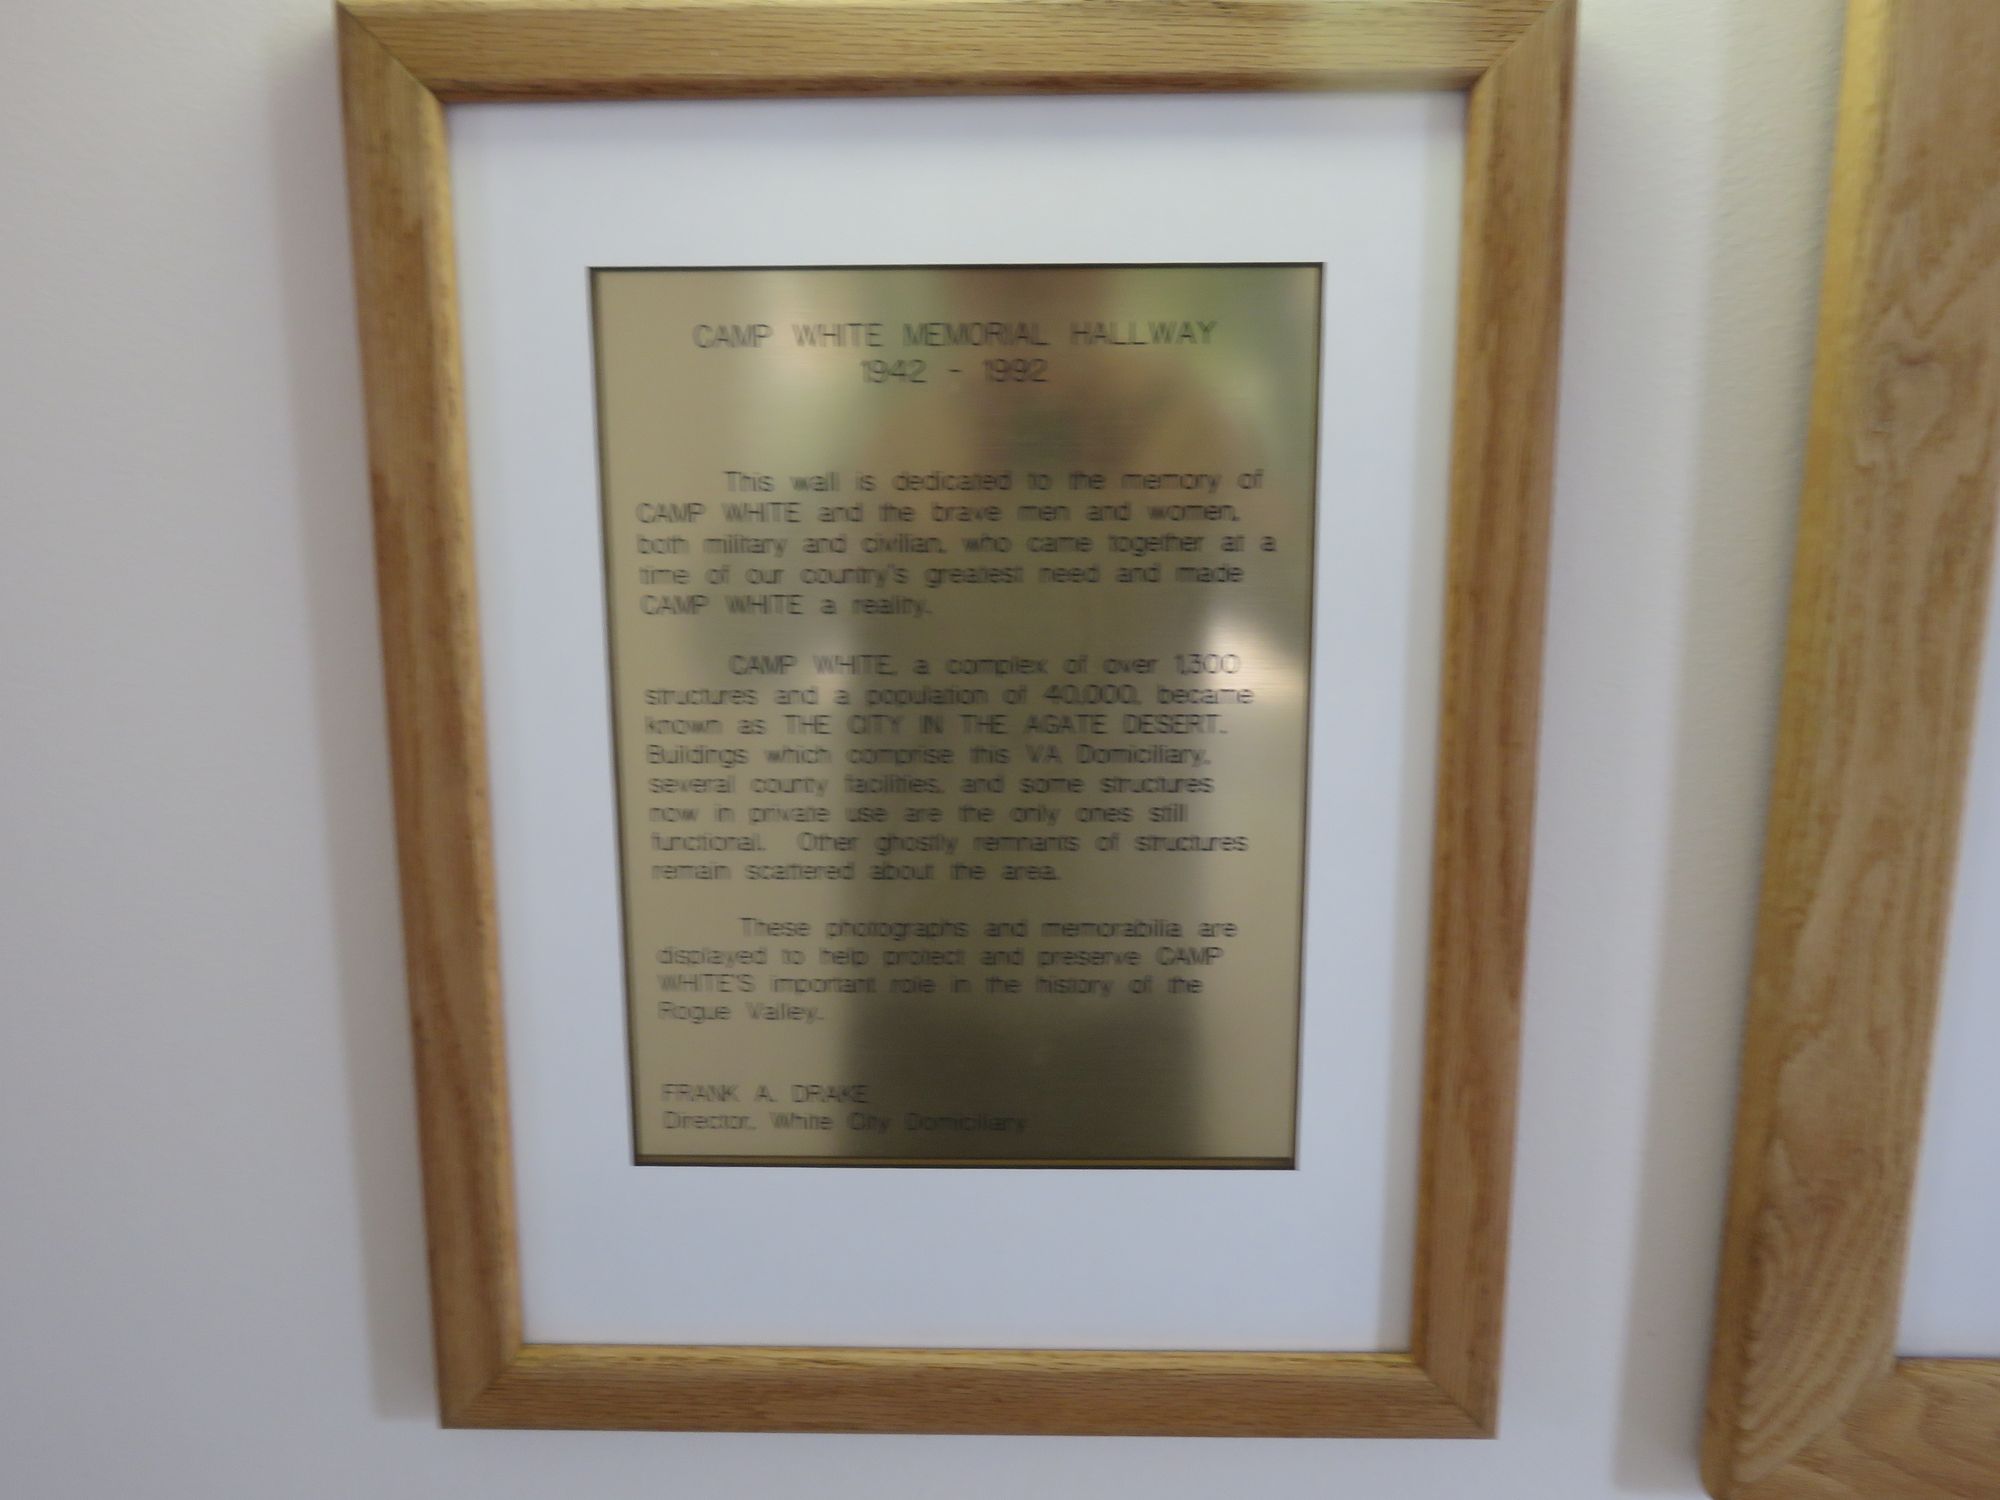 CAMP WHITE MEMORIAL HALLWAY
1942 - 1992
This wall is dedicated to the memory of
CAMP WHITE and the brave men and women,
both military and civilian, who came together at a
time of our country's greatest need and made
CAMP WHITE a reality.
CAMP WHITE, a complex of over 1,300
structures and a population of 40,000, became
known as THE CITY IN THE AGATE DESERT.
Buildings which comprise this VA Domiciliary,
several county facilities, and some structures
now in private use are the only ones still
functional. Other ghostly remnants of structures
remain scattered about the area.
These photographs and memorabilia are
displayed to help protect and preserve CAMP
WHITE'S important role in the history of the
Rogue Valley.
FRANK A. DRAKE
Director, White City Domiciliary